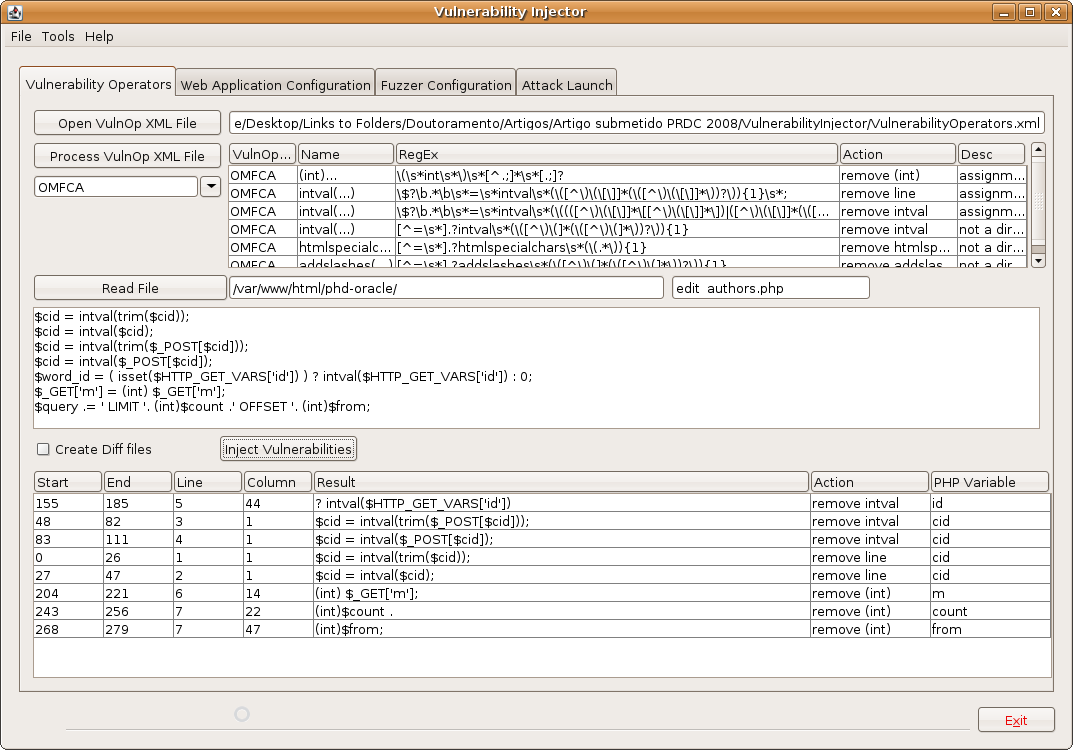 Vulnerability Injector
File Tools Help
Vulnerability Operators Web Application Configuration Fuzzer Configuration Attack Launch
Open VulnOp XML File e/Desktop/Links to Folders/Doutoramento/Artigos/Artigo submetido PRDC 2008/VulnerabilityInjector/VulnerabilityOperators.xml
Process VulnOp XML File VulnOp... Name RegEx Action Desc
OMFCA
OMFCA (int)... \(\s*int\s*\)\s*[^.;]*\s*[.;]? remove (int) assignm...
OMFCA intval(...) \$?\b.*\b\s*=\s*intval\s*(\([^\)\(\[\]]*(\([^\)\(\[\]]*\))?\)){1}\s*; remove line assignm...
OMFCA intval(...) \$?\b.*\b\s*=\s*intval\s*(\((([^\)\(\[\]]*\[[^\)\(\[\]]*\])|([^\)\(\[\]]*(\([... remove intval assignm...
OMFCA intval(...) [^=\s*].?intval\s*(\([^\)\(]*(\([^\)\(]*\))?\)){1} remove intval not a dir...
OMFCA htmlspecialc... [^=\s*].?htmlspecialchars\s*(\(.*\)){1} remove htmlsp... not a dir...
OMFCA addslashes(...) [^=\s*].?addslashes\s*(\([^\)\(]*(\([^\)\(]*\))?\)){1} remove addslas... not a dir...
Read File /var/www/html/phd-oracle/ edit_authors.php
$cid = intval(trim($cid));
$cid = intval($cid);
$cid = intval(trim($_POST[$cid]));
$cid = intval($_POST[$cid]);
$word_id = ( isset($HTTP_GET_VARS['id']) ) ? intval($HTTP_GET_VARS['id']) : 0;
$_GET['m'] = (int) $_GET['m'];
$query .= ' LIMIT '. (int)$count .' OFFSET '. (int)$from;
Create Diff files Inject Vulnerabilities
Start End Line Column Result Action PHP Variable
155 185 5 44 ? intval($HTTP_GET_VARS['id']) remove intval id
48 82 3 1 $cid = intval(trim($_POST[$cid])); remove intval cid
83 111 4 1 $cid = intval($_POST[$cid]); remove intval cid
0 26 1 1 $cid = intval(trim($cid)); remove line cid
27 47 2 1 $cid = intval($cid); remove line cid
204 221 6 14 (int) $_GET['m']; remove (int) m
243 256 7 22 (int)$count . remove (int) count
268 279 7 47 (int)$from; remove (int) from
Exit